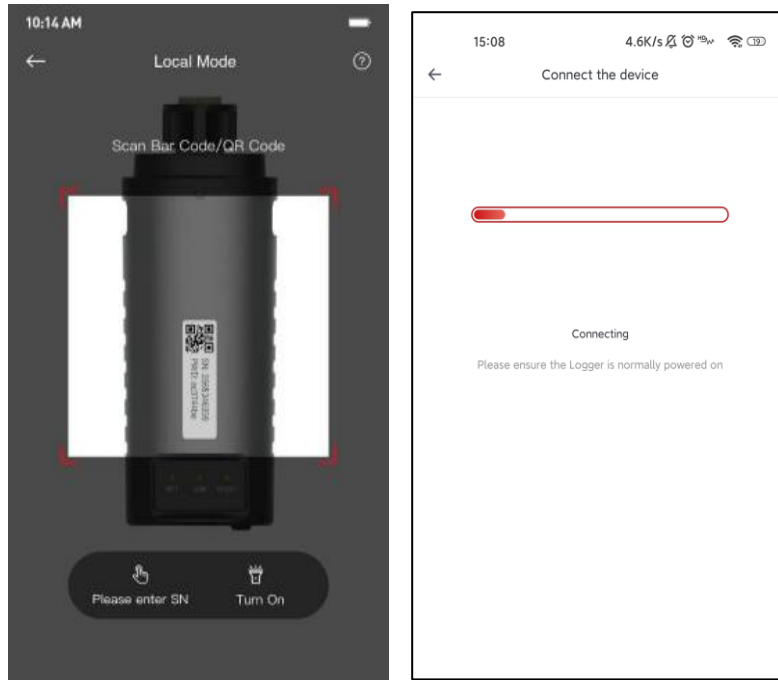 10:14 AM
Local Mode
Scan Bar Code/QR Code
Please enter SN
Turn On
15:08
4.6K/s
19
Connect the device
Connecting
Please ensure the Logger is normally powered on